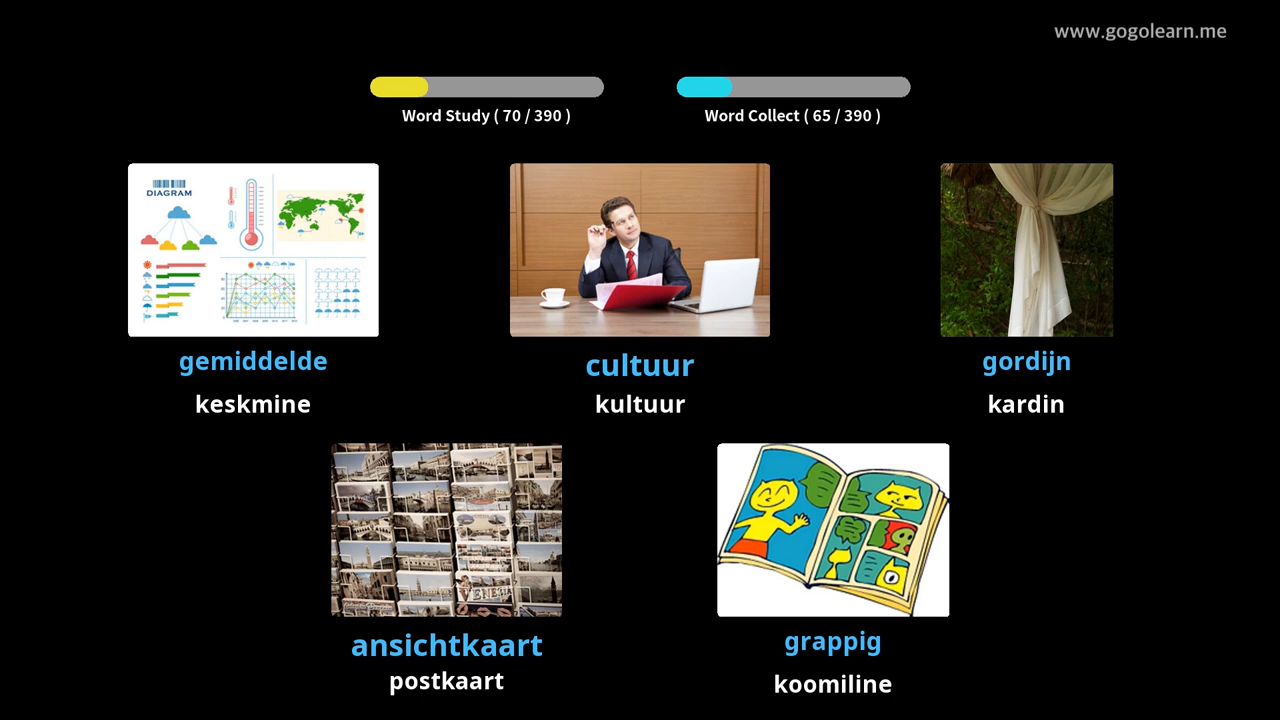 www.gogolearn.me
Word Study ( 70 / 390 )
Word Collect ( 65 / 390 )
DIAGRAM
gemiddelde
cultuur
gordijn
keskmine
kultuur
kardin
VENEZIA
ansichtkaart
grappig
postkaart
koomiline